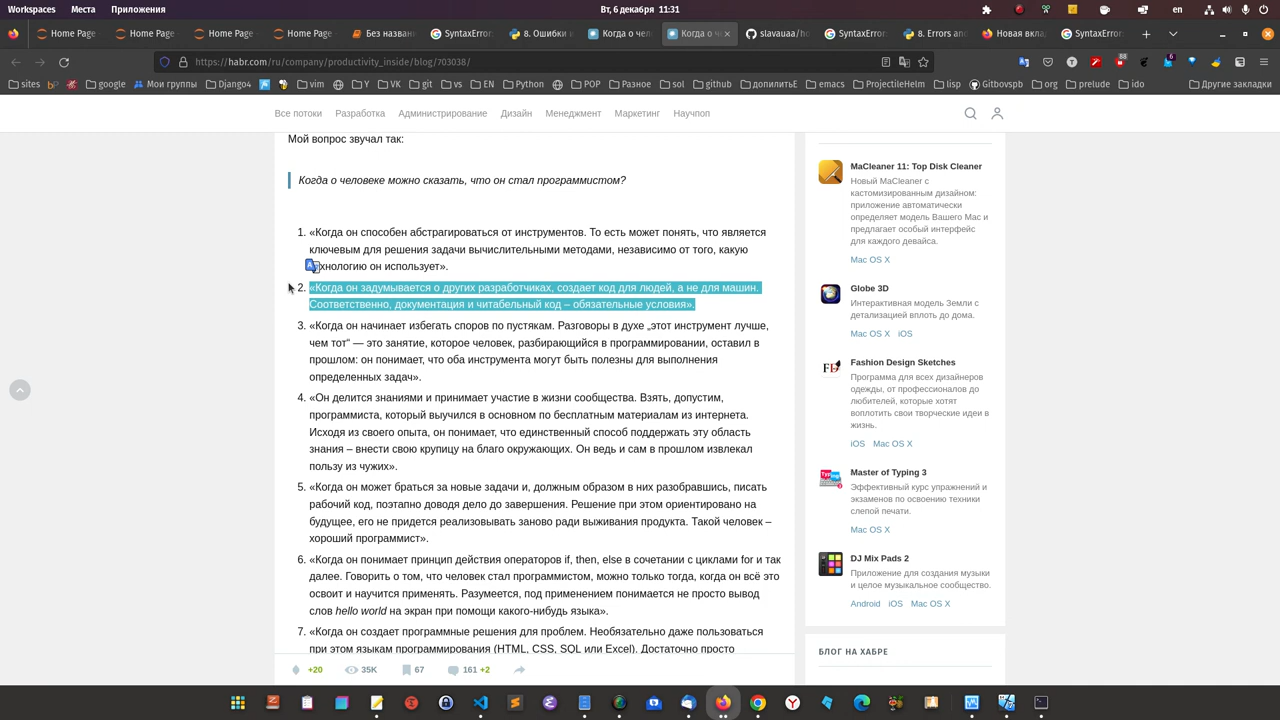 Workspaces Места Приложения
Вт, 6 декабря 11:31
Home Page Home Page Home Page Home Page Без назван SyntaxError 8. Ошибки и Когда о чел Когда о че slavauaa/ho SyntaxError 8. Errors and Новая вкла SyntaxError
https://habr.com/ru/company/productivity_inside/blog/703038/
88
6
sites google Мои группы Django4 Y VK git vs EN Python POP Разное sol github допилитьБ emacs ProjectileHelm lisp Gitbovspb prog prelude ido Другие закладки
Все потоки Разработка Администрирование Дизайн Менеджмент Маркетинг Научпоп
Мой вопрос звучал так:
Когда о человеке можно сказать, что он стал программистом?
1. «Когда он способен абстрагироваться от инструментов. То есть может понять, что является
ключевым для решения задачи вычислительными методами, независимо от того, какую
хнологию он использует».
2. «Когда он задумывается о других разработчиках, создает код для людей, а не для машин.
Соответственно, документация и читабельный код – обязательные условия».
3. «Когда он начинает избегать споров по пустякам. Разговоры в духе „этот инструмент лучше,
чем тот“ — это занятие, которое человек, разбирающийся в программировании, оставил в
прошлом: он понимает, что оба инструмента могут быть полезны для выполнения
определенных задач».
4. «Он делится знаниями и принимает участие в жизни сообщества. Взять, допустим,
программиста, который выучился в основном по бесплатным материалам из интернета.
Исходя из своего опыта, он понимает, что единственный способ поддержать эту область
знания – внести свою крупицу на благо окружающих. Он ведь и сам в прошлом извлекал
пользу из чужих».
5. «Когда он может браться за новые задачи и, должным образом в них разобравшись, писать
рабочий код, поэтапно доводя дело до завершения. Решение при этом ориентировано на
будущее, его не придется реализовывать заново ради выживания продукта. Такой человек –
хороший программист».
6. «Когда он понимает принцип действия операторов if, then, else в сочетании с циклами for и так
далее. Говорить о том, что человек стал программистом, можно только тогда, когда он всё это
освоит и научится применять. Разумеется, под применением понимается не просто вывод
слов hello world на экран при помощи какого-нибудь языка».
7. «Когда он создает программные решения для проблем. Необязательно даже пользоваться
при этом языкам программирования (HTML, CSS, SQL или Excel). Достаточно просто
+20 35K 67 161 +2
MaCleaner 11: Top Disk Cleaner
Новый MaCleaner с
кастомизированным дизайном:
приложение автоматически
определяет модель Вашего Mac и
предлагает особый интерфейс
для каждого девайса.
Mac OS X
Globe 3D
Интерактивная модель Земли с
детализацией вплоть до дома.
Mac OS X iOS
Fashion Design Sketches
Программа для всех дизайнеров
одежды, от профессионалов до
любителей, которые хотят
воплотить свои творческие идеи в
жизнь.
iOS Mac OS X
Master of Typing 3
Эффективный курс упражнений и
экзаменов по освоению техники
слепой печати.
Mac OS X
DJ Mix Pads 2
Приложение для создания музыки
и целое музыкальное сообщество.
Android iOS Mac OS X
БЛОГ НА ХАБРЕ